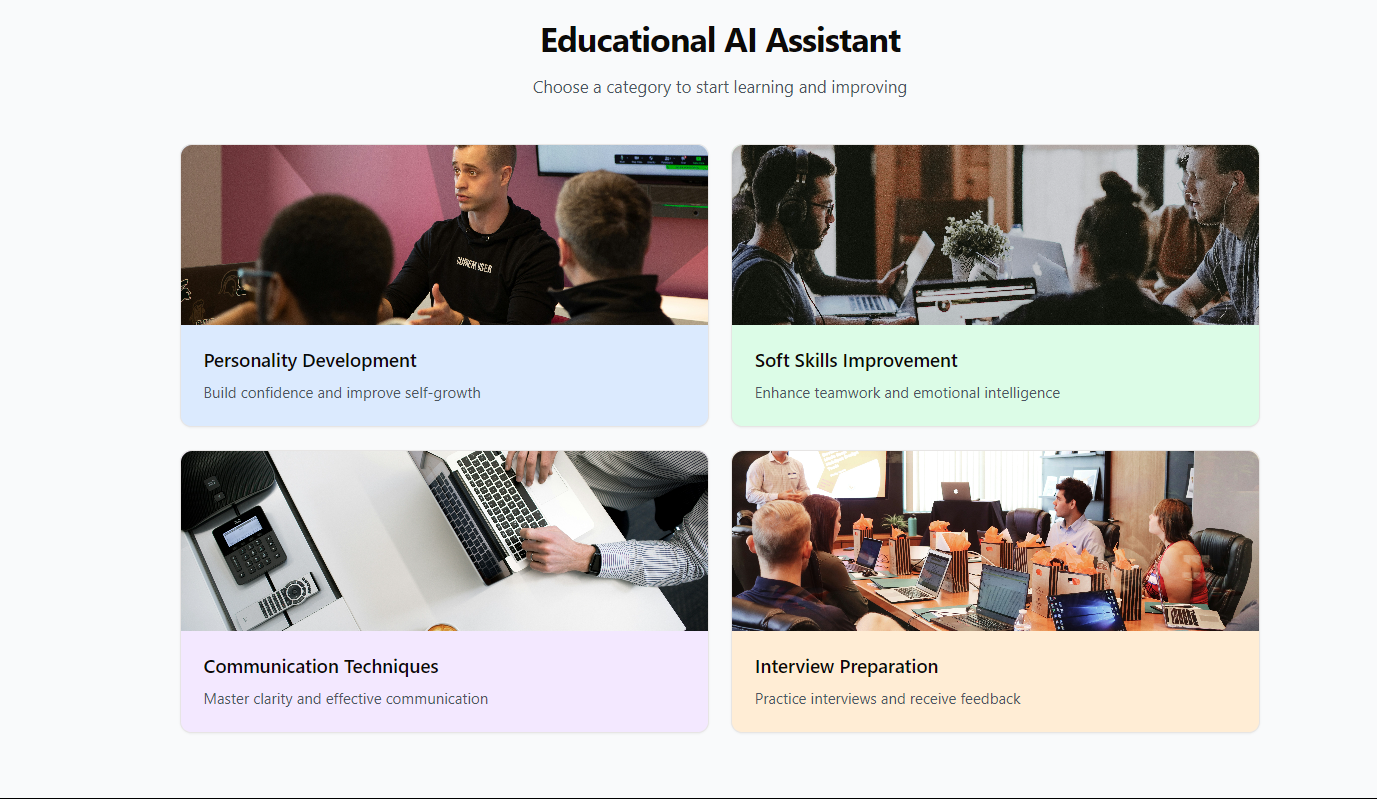 Educational AI Assistant
Choose a category to start learning and improving
Personality Development
Build confidence and improve self-growth
Soft Skills Improvement
Enhance teamwork and emotional intelligence
Communication Techniques
Master clarity and effective communication
Interview Preparation
Practice interviews and receive feedback